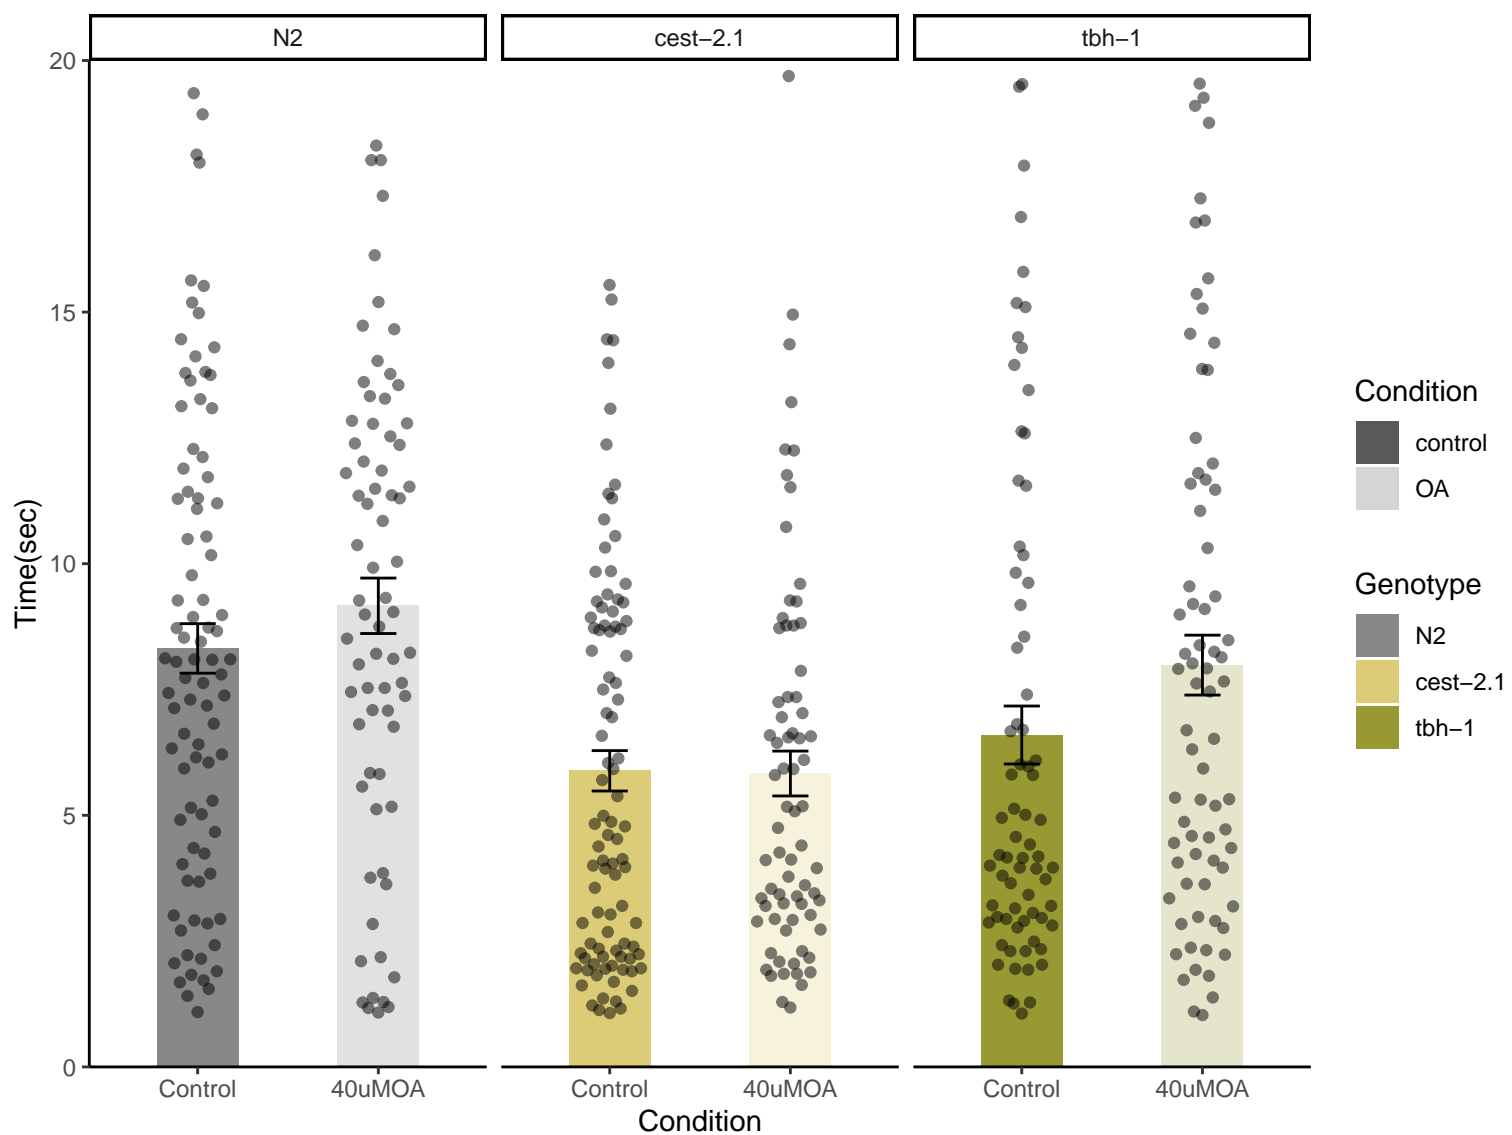 N2 cest−2.1 tbh−1
20
15
10
5
0
Time(sec)
Control 40uMOA Control 40uMOA Control 40uMOA
Condition
Condition
control
OA
Genotype
N2
cest−2.1
tbh−1